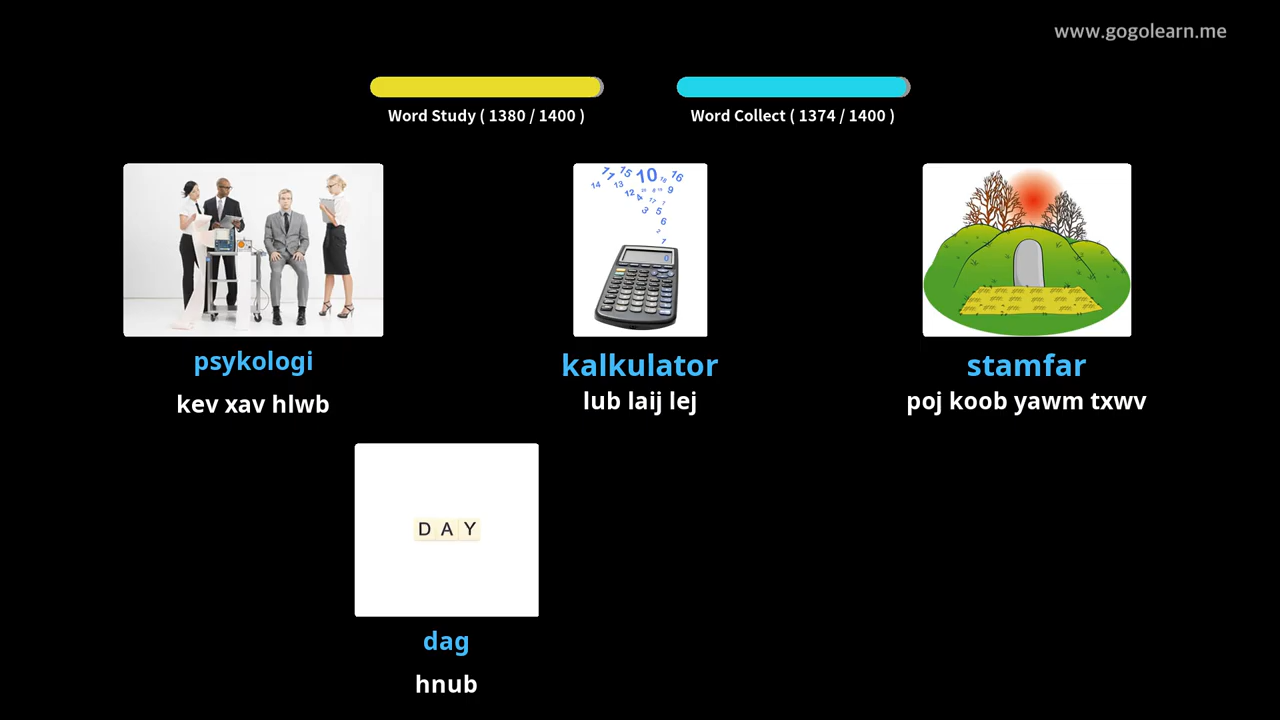 www.gogolearn.me
Word Study ( 1380 / 1400 )
Word Collect ( 1374 / 1400 )
psykologi
kev xav hlwb
kalkulator
lub laij lej
stamfar
poj koob yawm txwv
D A Y
dag
hnub